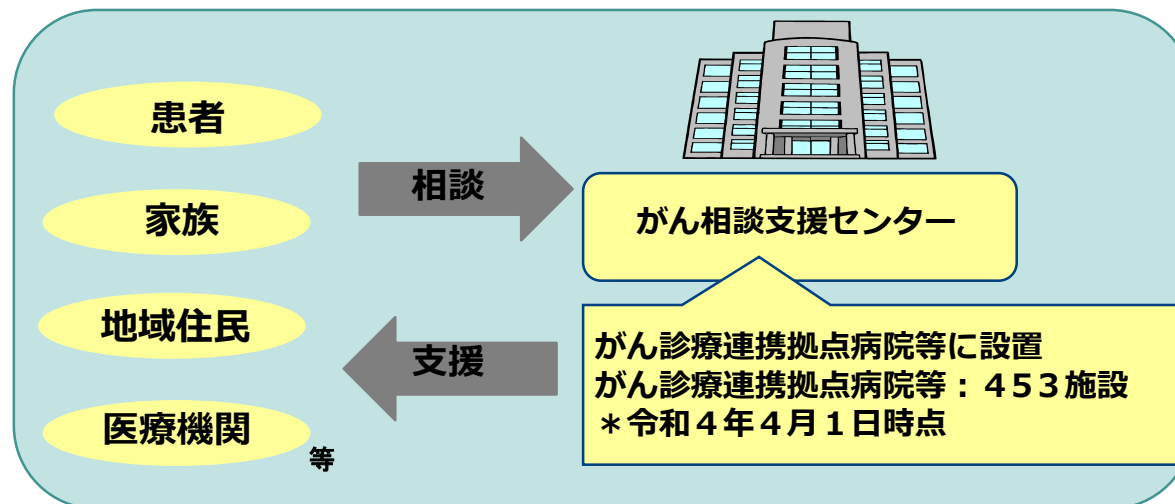 患者
家族
地域住民
医療機関
等
相談
支援
がん相談支援センター
がん診療連携拠点病院等に設置
がん診療連携拠点病院等：４５３施設
＊令和４年４月１日時点